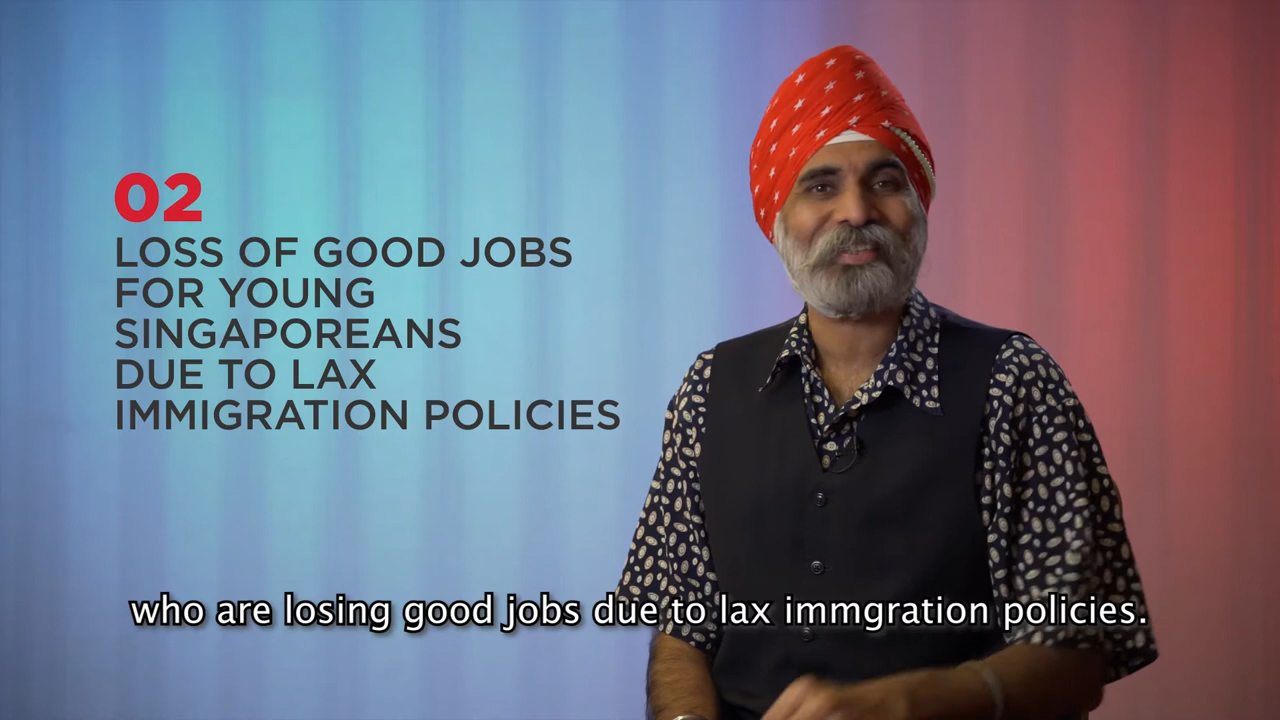 02
LOSS OF GOOD JOBS
FOR YOUNG
SINGAPOREANS
DUE TO LAX
IMMIGRATION POLICIES
who are losing good jobs due to lax immgration policies.